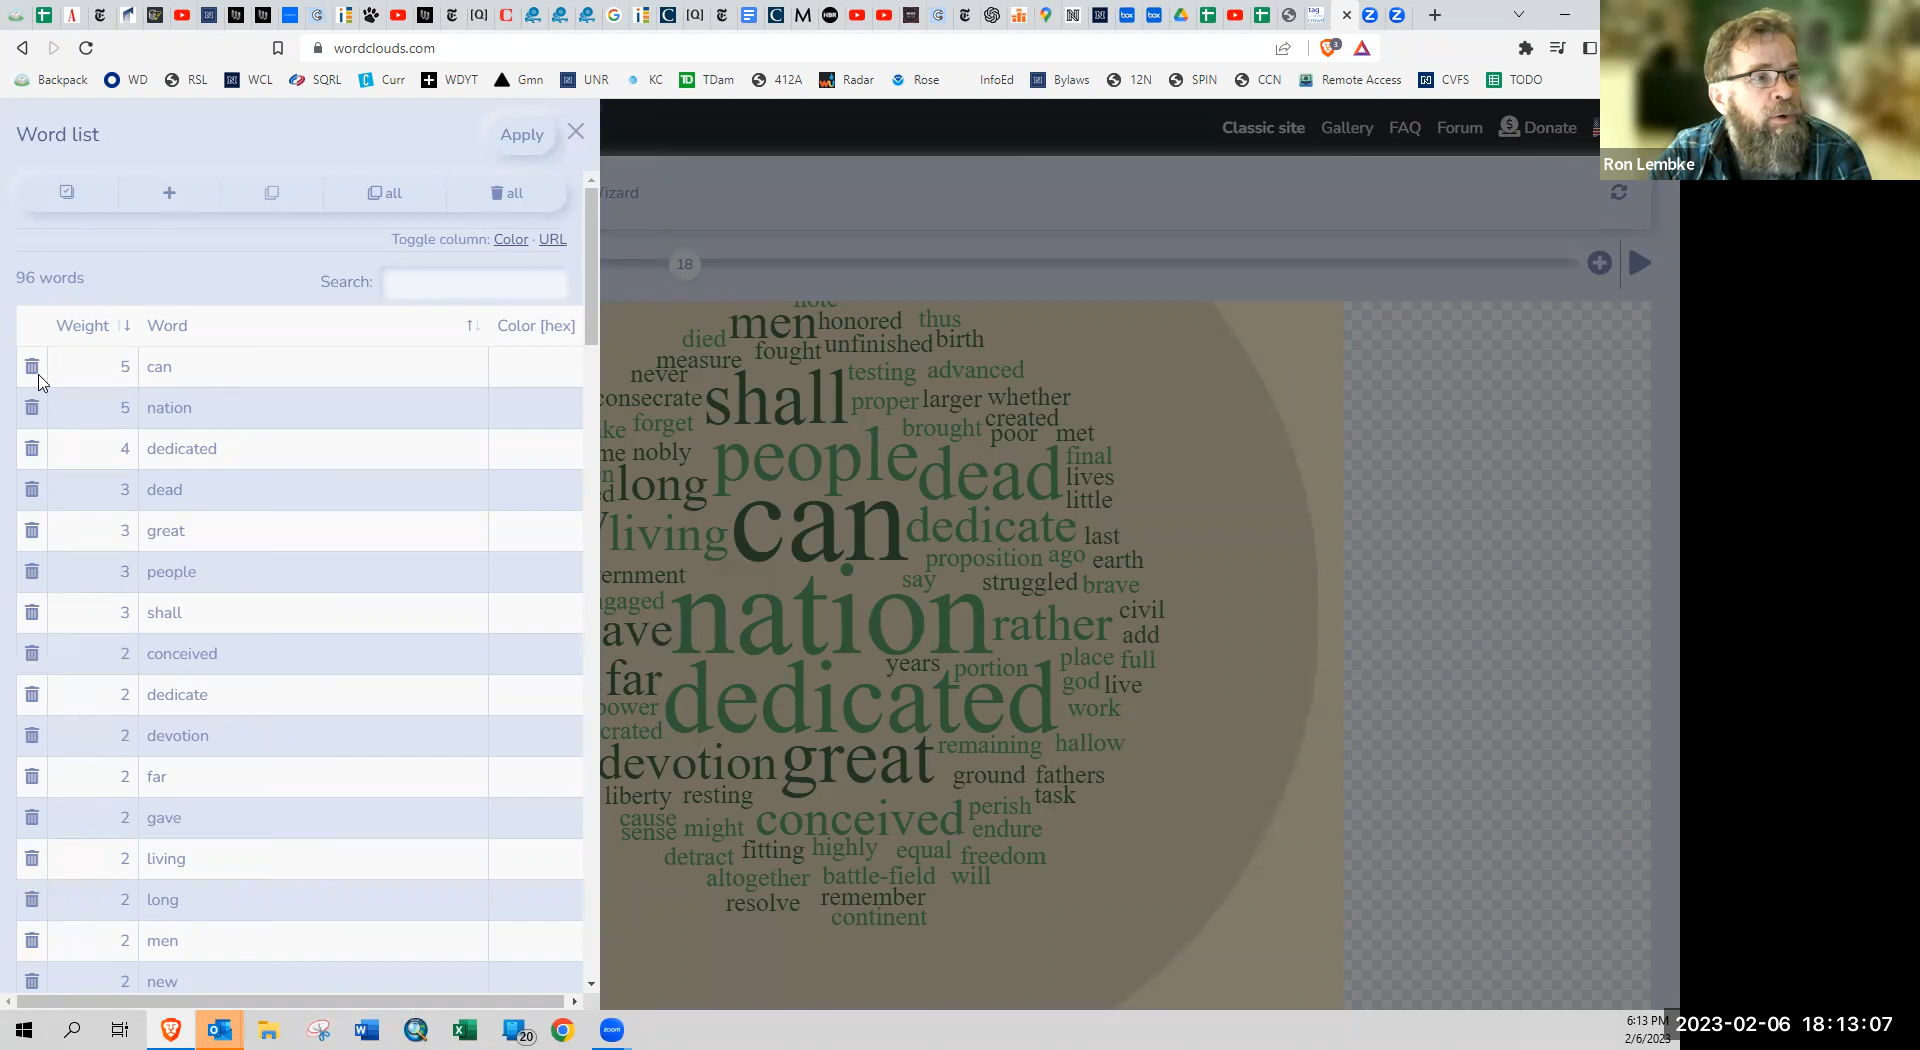 wordclouds.com
3
Backpack WD RSL WCL SQRL Curr WDYT Gmn UNR KC TDam 412A Radar Rose InfoEd Bylaws 12N SPIN CCN Remote Access CVFS TODO
Word list
Apply
Classic site Gallery FAQ Forum Donate
Ron Lembke
all
all
Toggle column: Color · URL
96 words
Search:
18
Weight Word Color [hex]
5 can
5 nation
4 dedicated
3 dead
3 great
3 people
3 shall
2 conceived
2 dedicate
2 devotion
2 far
2 gave
2 living
2 long
2 men
2 new
note
died men honored thus
measure fought unfinished birth
never
shall testing advanced
proper larger whether
forget brought created
poor met
nobly people dead final
long lives
little
living can dedicate last
proposition ago earth
say struggled brave
nation rather civil
add
years portion place full
far dedicated god live
power work
devotion great remaining hallow
ground fathers
liberty resting task
cause conceived perish
sense might endure
fitting highly equal freedom
detract
altogether battle-field will
resolve remember
continent
20
zoom
6:13 PM
2/6/2023
2023-02-06 18:13:07